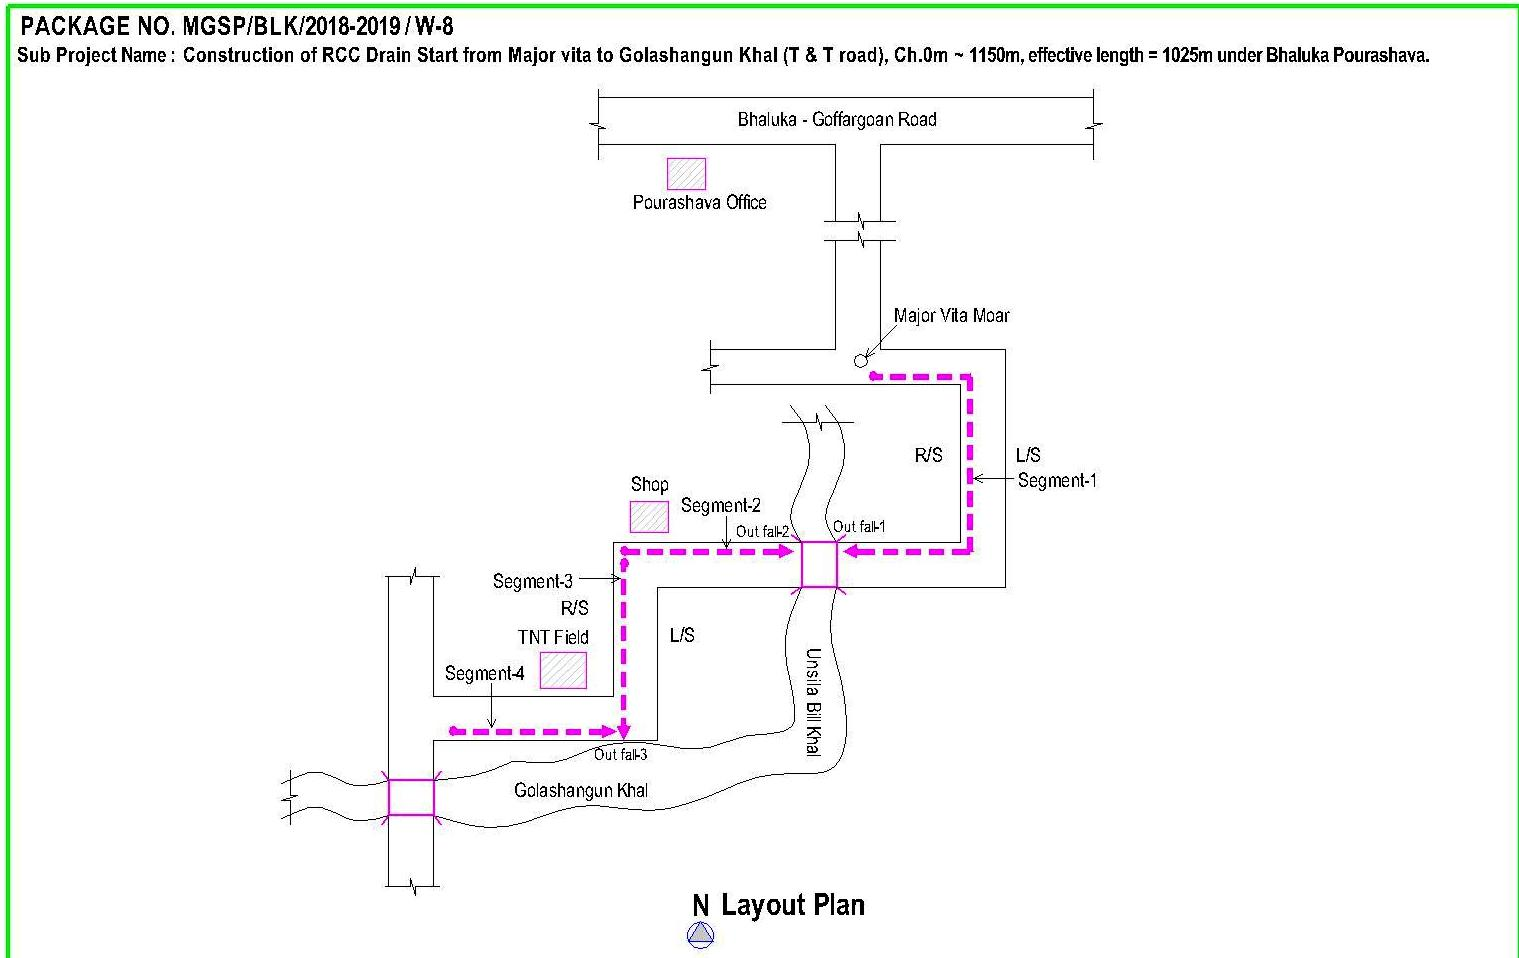 PACKAGE NO. MGSP/BLK/2018-2019 / W-8
Sub Project Name : Construction of RCC Drain Start from Major vita to Golashangun Khal (T & T road), Ch.0m ~ 1150m, effective length = 1025m under Bhaluka Pourashava.
Bhaluka - Goffargoan Road
Pourashava Office
Major Vita Moar
R/S
L/S
Segment-1
Shop
Segment-2
Out fall-2
Out fall-1
Segment-3
R/S
TNT Field
L/S
Segment-4
Unsila Bill Khal
Out fall-3
Golashangun Khal
N Layout Plan